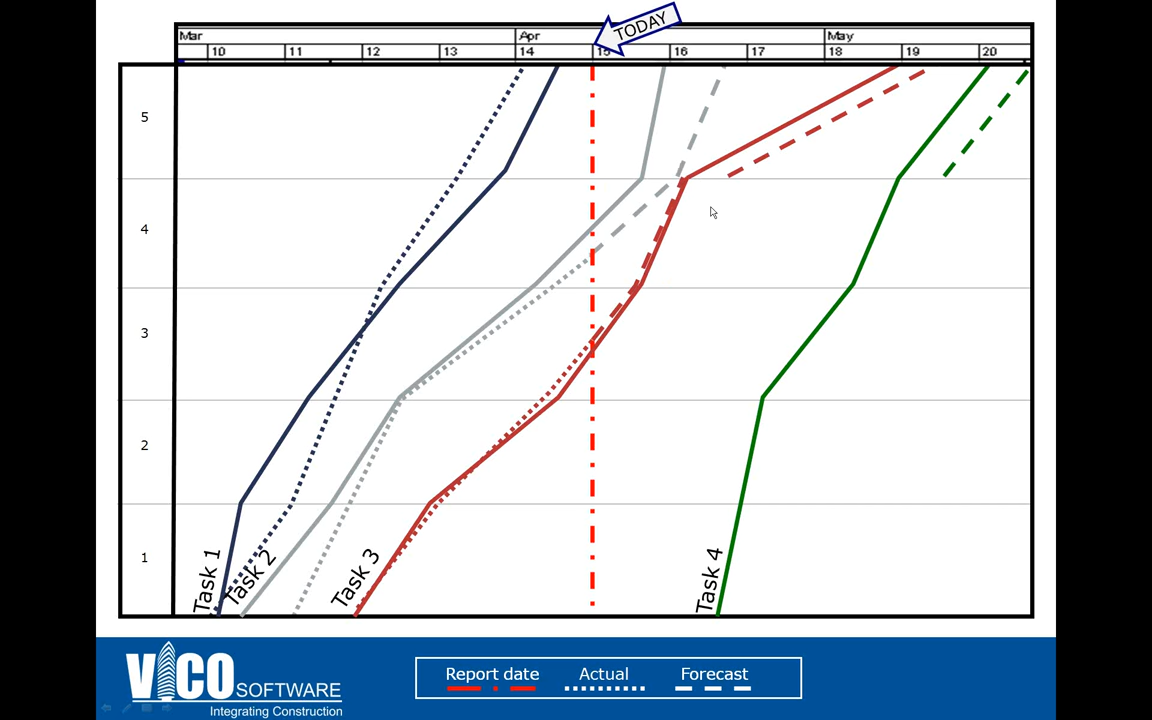 TODAY
Mar Apr May
10 11 12 13 14 15 16 17 18 19 20
5
4
3
2
1
Task 1
Task 2
Task 3
Task 4
VICO SOFTWARE
Integrating Construction
Report date Actual Forecast